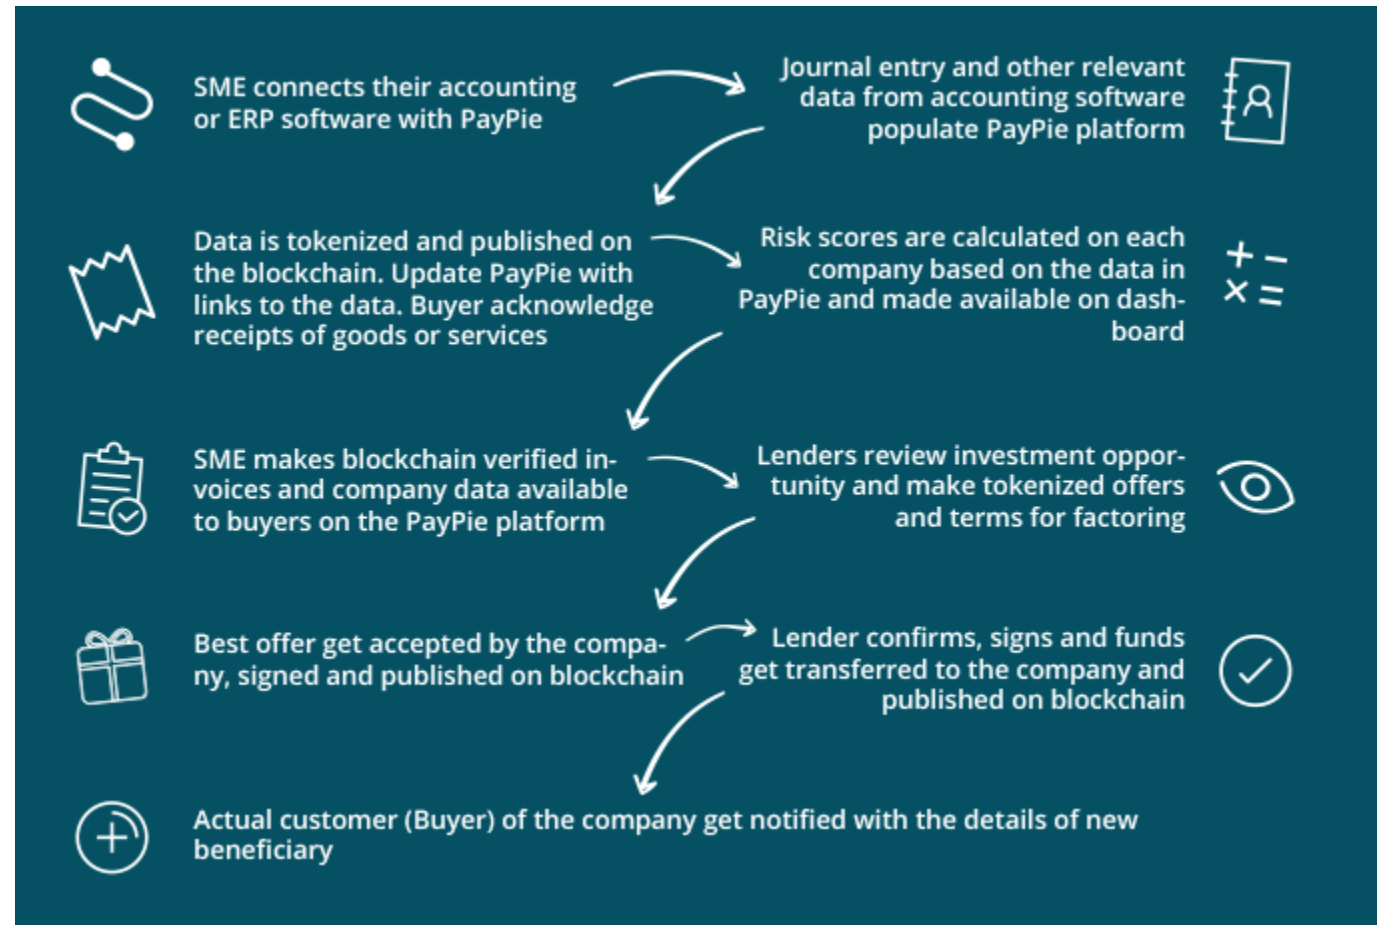 SME connects their accounting
or ERP software with PayPie
Journal entry and other relevant
data from accounting software
populate PayPie platform
Data is tokenized and published on
the blockchain. Update PayPie with
links to the data. Buyer acknowledge
receipts of goods or services
Risk scores are calculated on each
company based on the data in
PayPie and made available on dash-
board
SME makes blockchain verified in-
voices and company data available
to buyers on the PayPie platform
Lenders review investment oppor-
tunity and make tokenized offers
and terms for factoring
Best offer get accepted by the compa-
ny, signed and published on blockchain
Lender confirms, signs and funds
get transferred to the company and
published on blockchain
Actual customer (Buyer) of the company get notified with the details of new
beneficiary